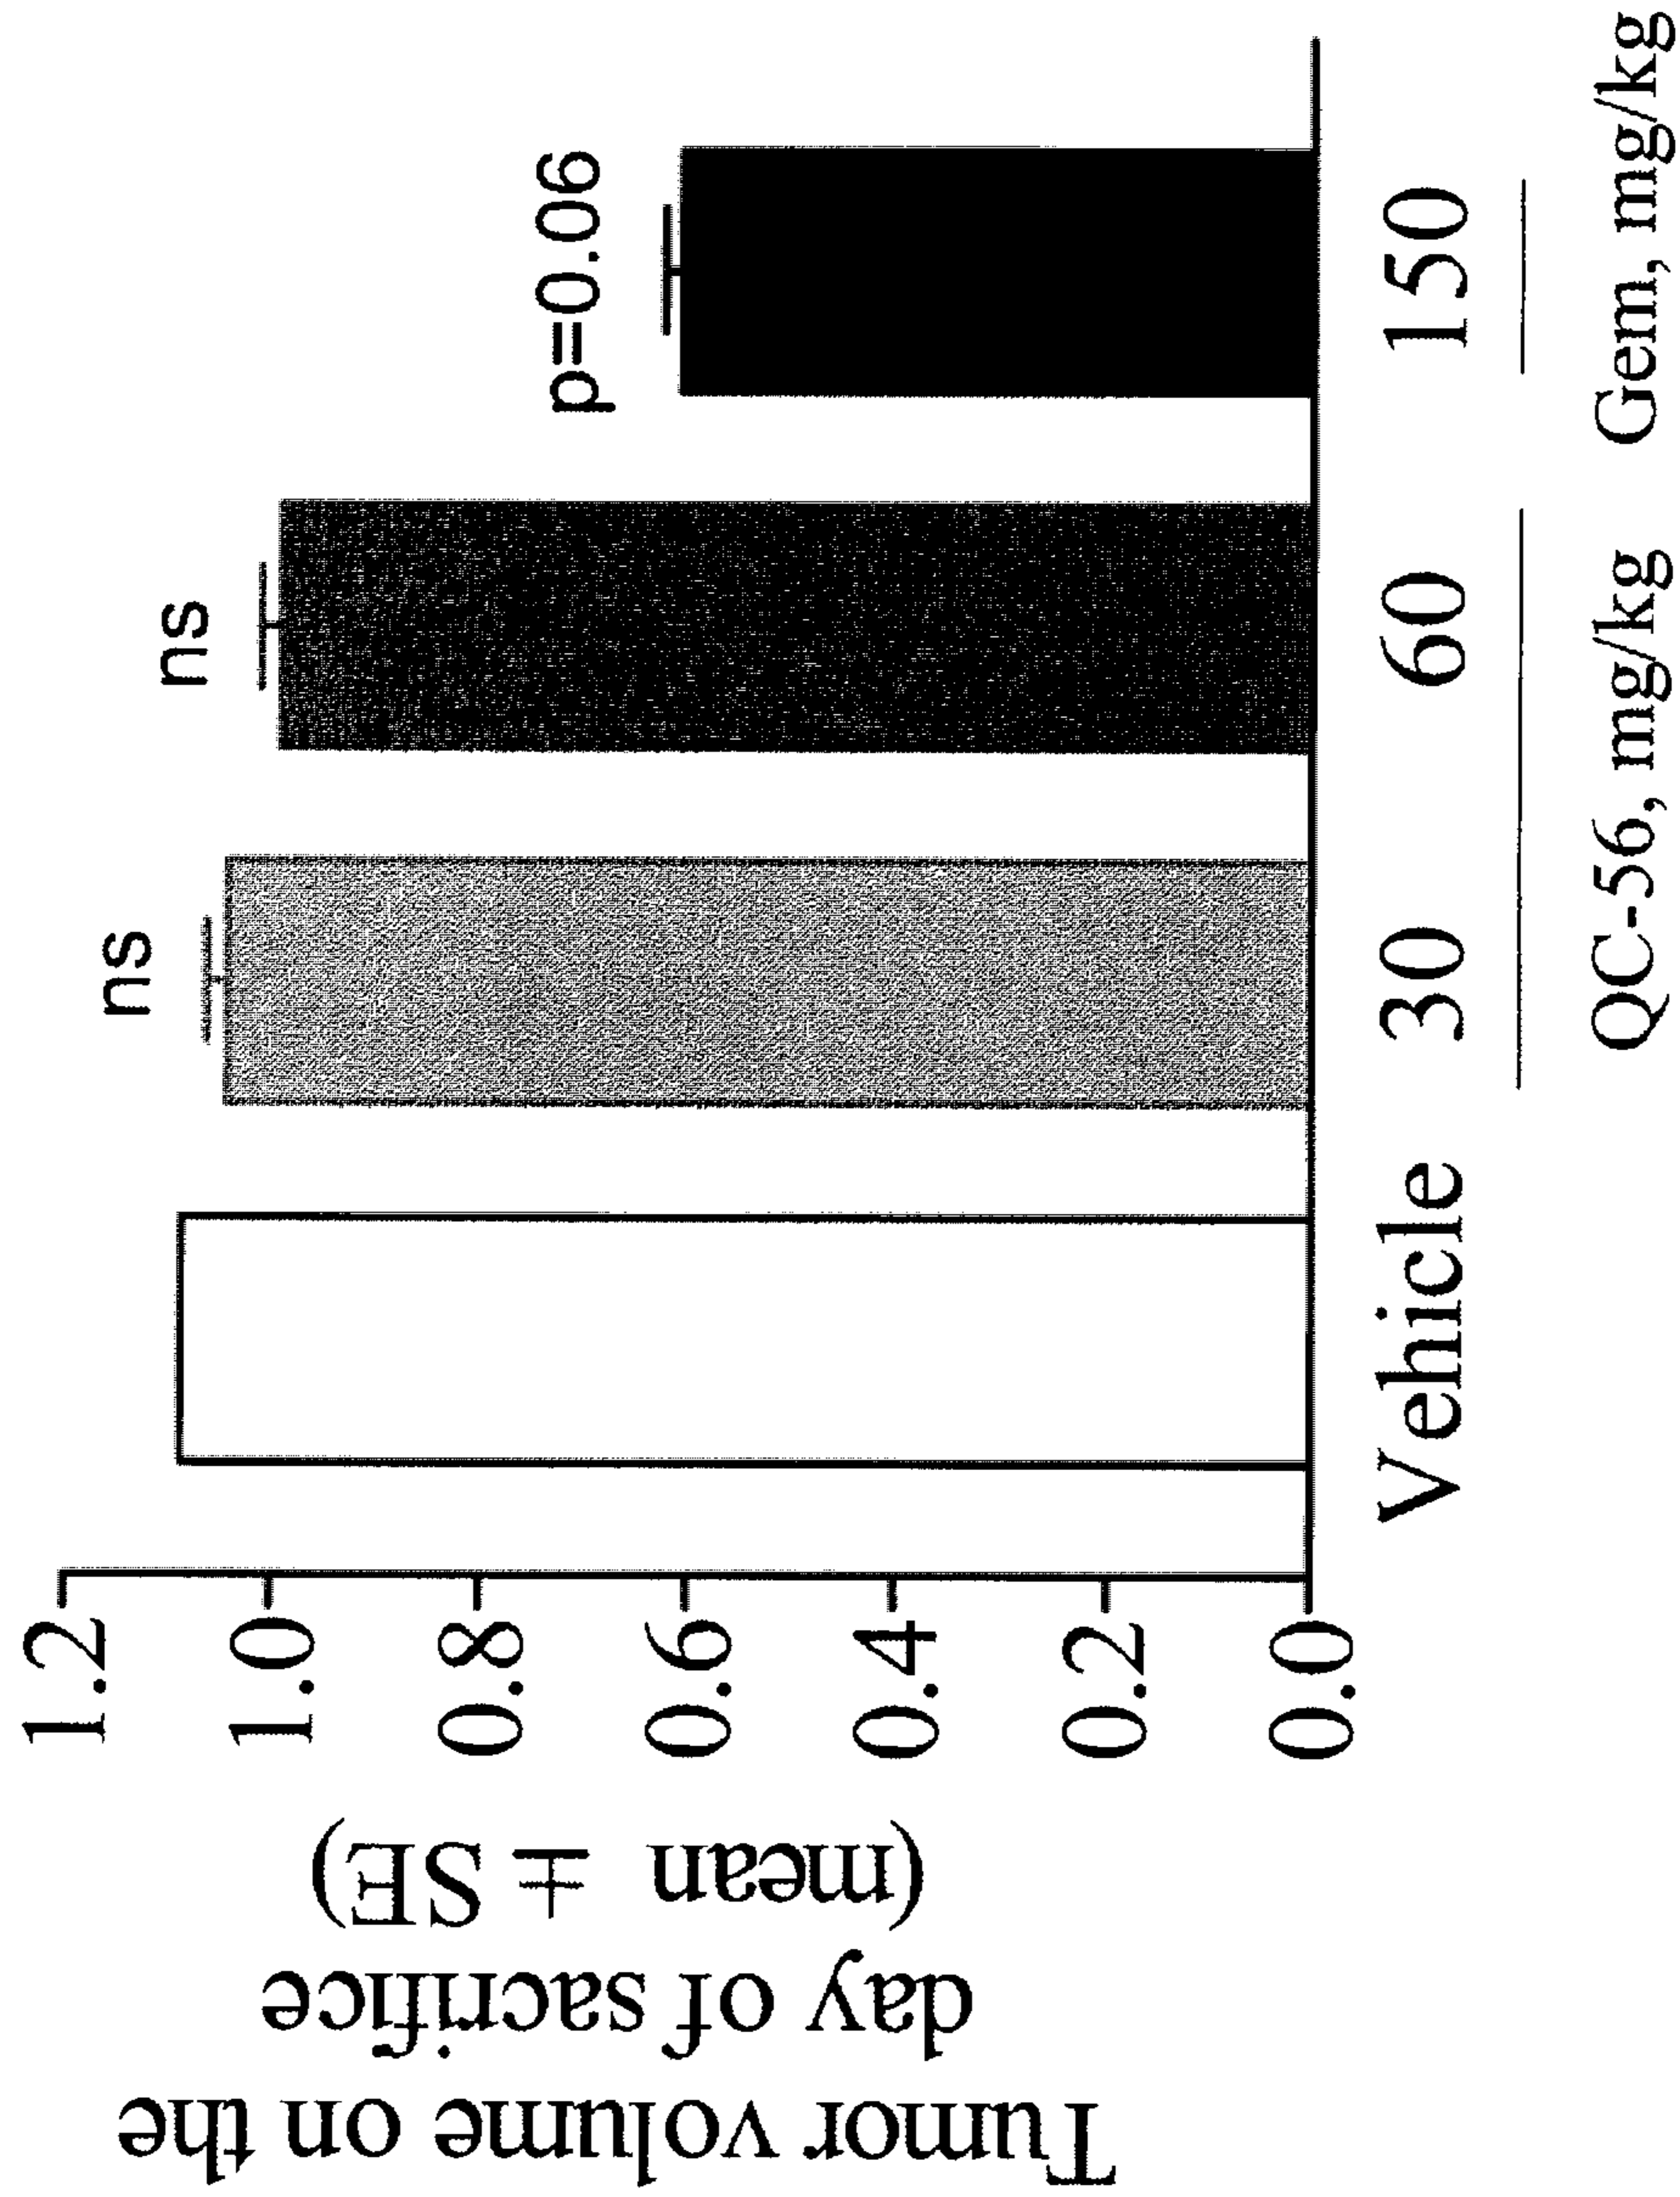 Tumor volume on the
day of sacrifice
(mean ± SE)
1.2
1.0
0.8
0.6
0.4
0.2
0.0
ns
ns
p=0.06
Vehicle 30 60 150
QC-56, mg/kg Gem, mg/kg